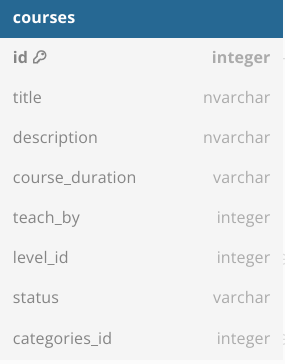 courses
id integer
title nvarchar
description nvarchar
course_duration varchar
teach_by integer
level_id integer
status varchar
categories_id integer